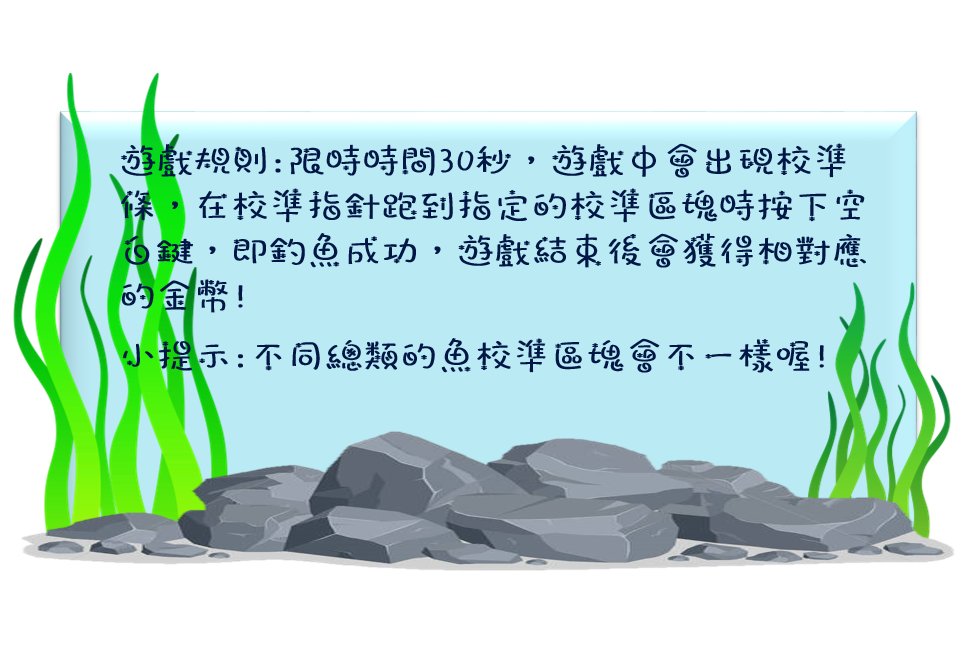 遊戲規則:限時時間30秒，遊戲中會出現校準
條，在校準指針跑到指定的校準區塊時按下空
白鍵，即釣魚成功，遊戲結束後會獲得相對應
的金幣!
小提示:不同總類的魚校準區塊會不一樣喔!